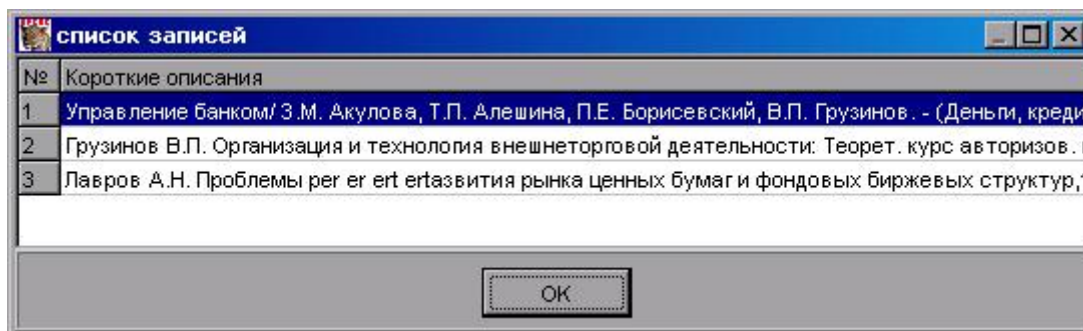 список записей
№ Короткие описания
1 Управление банком/ З.М. Акулова, Т.П. Алешина, П.Е. Борисевский, В.П. Грузинов. - (Деньги, креди
2 Грузинов В.П. Организация и технология внешнеторговой деятельности: Теорет. курс авторизов.
3 Лавров А.Н. Проблемы per er ert ertазвития рынка ценных бумаг и фондовых биржевых структур,
OK